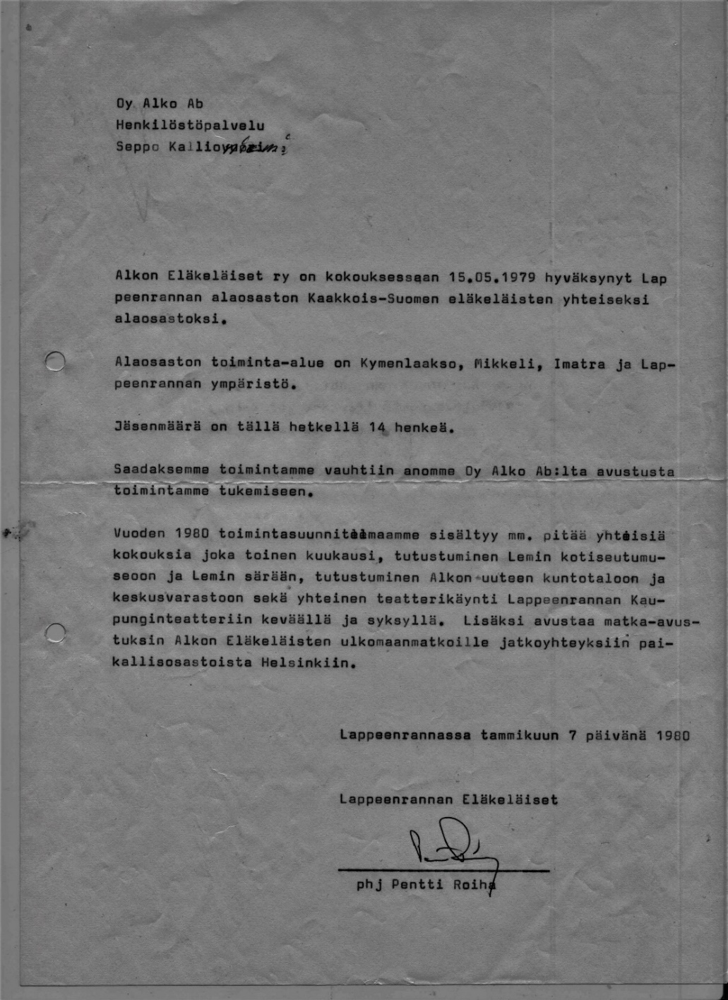 Oy Alko Ab
Henkilöstöpalvelu
Seppo
Alkon Eläkeläiset ry on kokouksessaan 15.05.1979 hyväksynyt Lap
peenrannan alaosaston Kaakkois-Suomen eläkeläisten yhteiseksi
alaosastoksi.
Alaosaston toiminta-alue on Kymenlaakso, Mikkeli, Imatra ja Lap-
peenrannan ympäristö.
Jäsenmäärä on tällä hetkellä 14 henkeä.
Saadaksemme toimintamme vauhtiin anomme Oy Alko Ab:lta avustusta
toimintamme tukemiseen.
Vuoden 1980 sisältyy mm. pitää yhteisiä
kokouksia joka toinen kuukausi, tutustuminen Lemin kotiseutumu-
seoon ja Lemin särään, tutustuminen Alkon uuteen kuntotaloon ja
keskusvarastoon sekä yhteinen teatterikäynti Lappeenrannan Kau-
punginteatteriin keväällä ja syksyllä. Lisäksi avustaa matka-avus-
tuksin Alkon Eläkeläisten ulkomaanmatkoille jatkoyhteyksiin pai-
kallisosastoista Helsinkiin.
Lappeenrannassa tammikuun 7 päivänä 1980
Lappeenrannan Eläkeläiset
phj Pentti Roiha